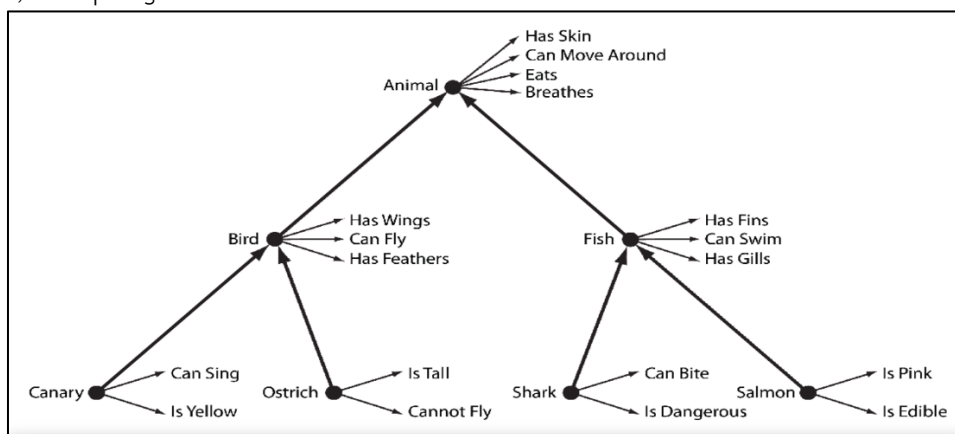 Has Skin
Can Move Around
Animal
Eats
Breathes
Has Wings
Bird
Can Fly
Has Feathers
Has Fins
Fish
Can Swim
Has Gills
Can Sing
Canary
Is Yellow
Is Tall
Ostrich
Cannot Fly
Can Bite
Shark
Is Dangerous
Is Pink
Salmon
Is Edible